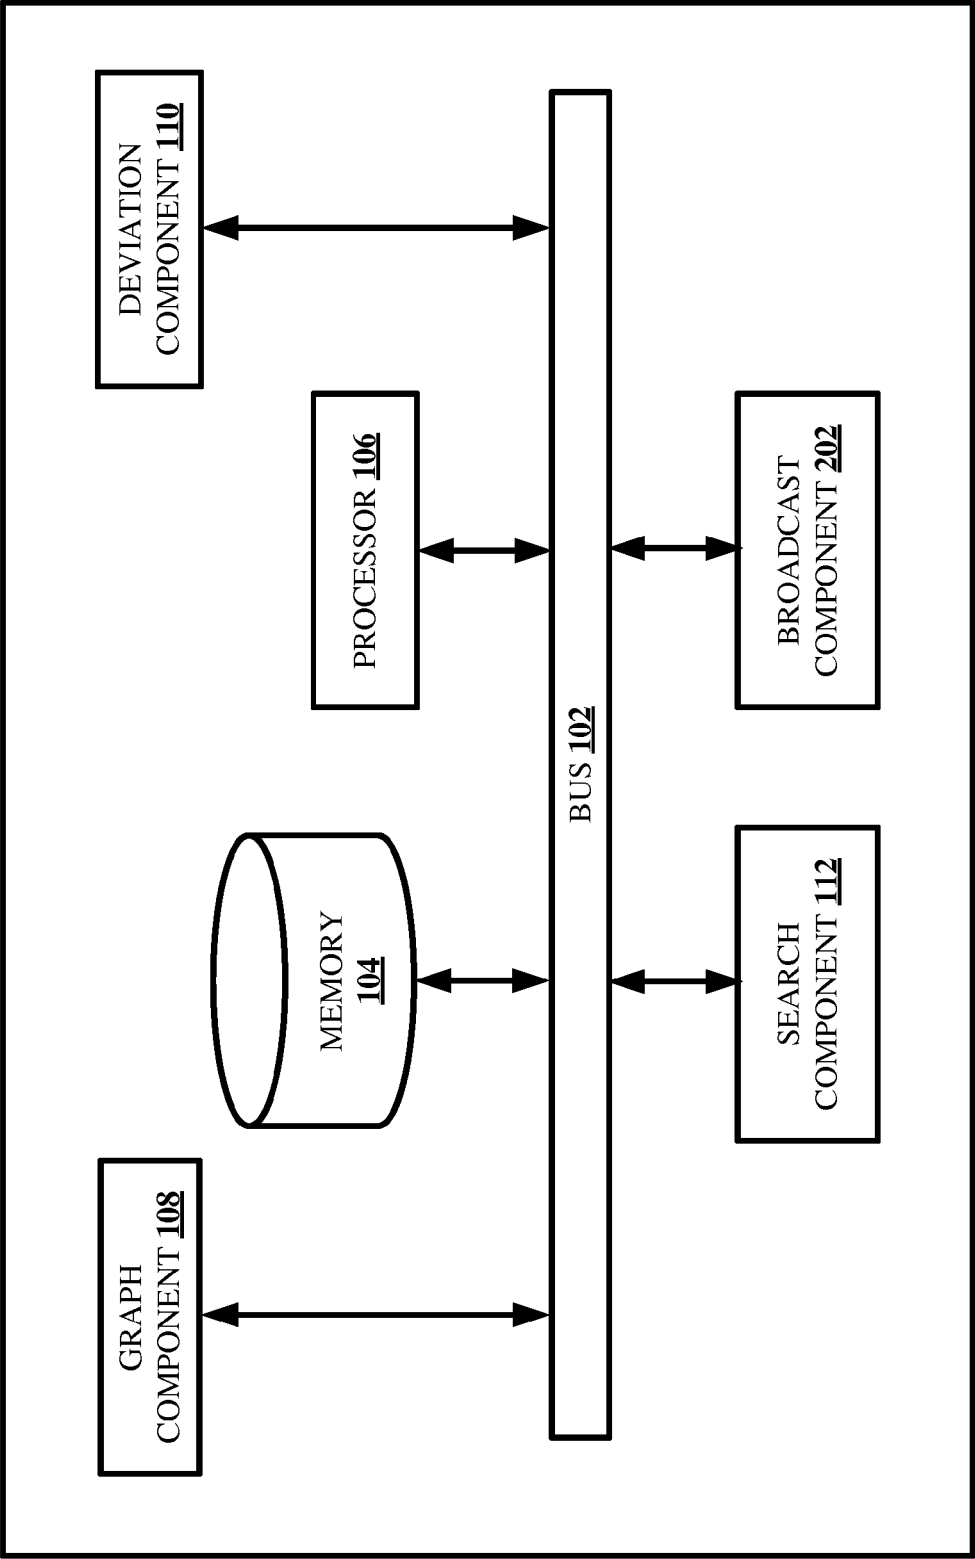 GRAPH
COMPONENT 108
MEMORY
104
PROCESSOR 106
DEVIATION
COMPONENT 110
BUS 102
SEARCH
COMPONENT 112
BROADCAST
COMPONENT 202